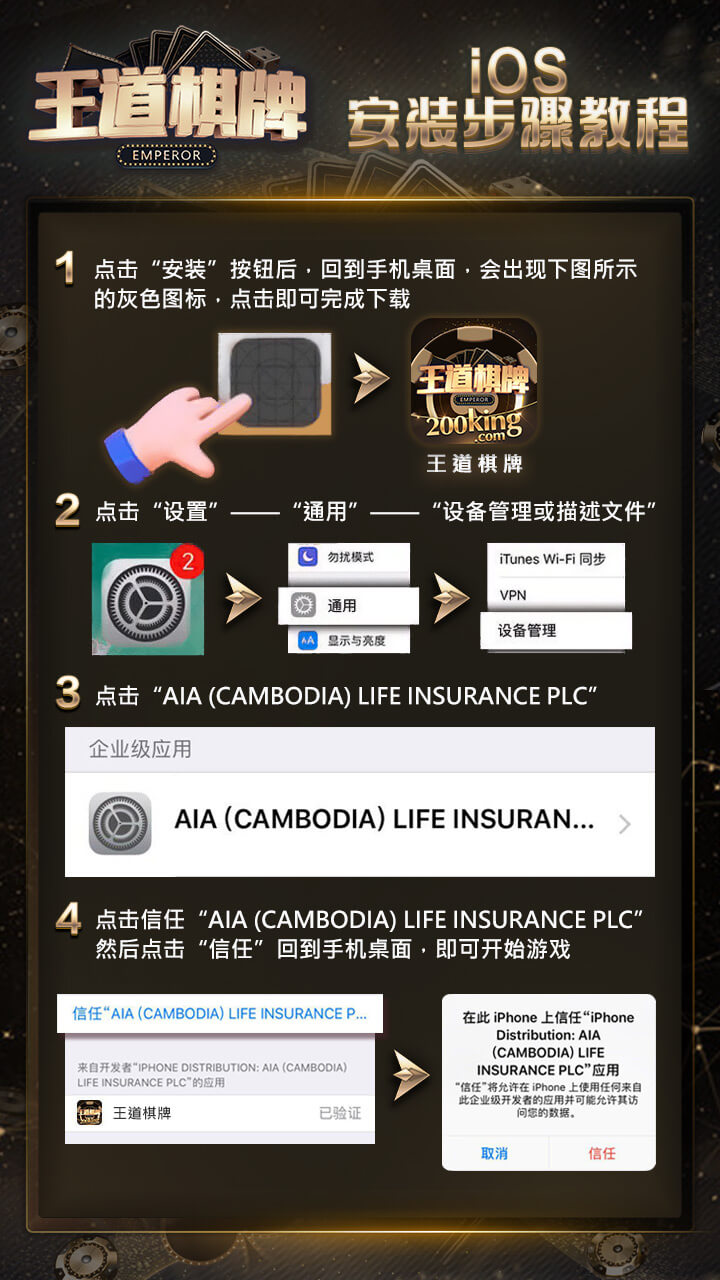 王道棋牌
EMPEROR
iOS
安装步骤教程
1 点击“安装”按钮后，回到手机桌面，会出现下图所示
的灰色图标，点击即可完成下载
王道棋牌
EMPEROR
200king
.com
王道棋牌
2 点击“设置” —— “通用” —— “设备管理或描述文件”
2
勿扰模式
通用
AA 显示与亮度
iTunes Wi-Fi 同步
VPN
设备管理
3 点击“AIA (CAMBODIA) LIFE INSURANCE PLC”
企业级应用
AIA (CAMBODIA) LIFE INSURAN...
4 点击信任“AIA (CAMBODIA) LIFE INSURANCE PLC”
然后点击“信任”回到手机桌面，即可开始游戏
信任“AIA (CAMBODIA) LIFE INSURANCE P...
来自开发者“IPHONE DISTRIBUTION: AIA (CAMBODIA)
LIFE INSURANCE PLC”的应用
王道棋牌 已验证
在此 iPhone 上信任“iPhone
Distribution: AIA
(CAMBODIA) LIFE
INSURANCE PLC”应用
“信任”将允许在 iPhone 上使用任何来自
此企业级开发者的应用并可能允许其访
问您的数据。
取消 信任